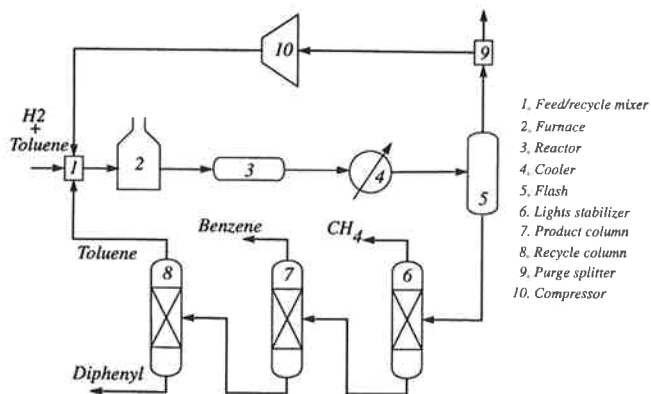 10
9
H2
+
Toluene
1
2
3
4
5
Toluene
Benzene
CH4
8
7
6
Diphenyl
1, Feed/recycle mixer
2, Furnace
3, Reactor
4, Cooler
5, Flash
6. Lights stabilizer
7. Product column
8, Recycle column
9, Purge splitter
10. Compressor